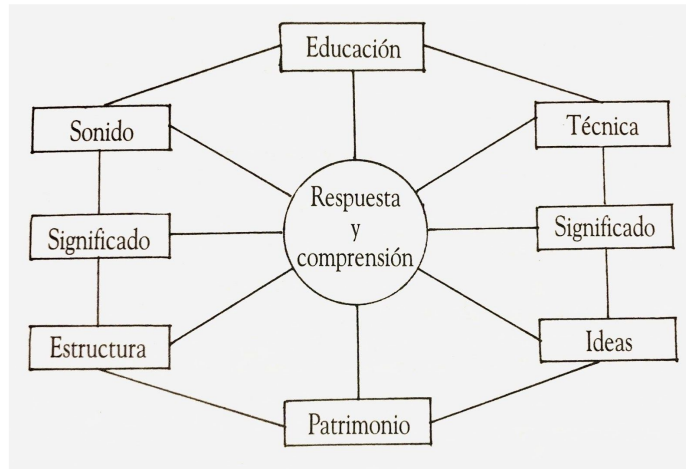 Educación
Sonido
Técnica
Respuesta
y
comprensión
Significado
Significado
Estructura
Ideas
Patrimonio